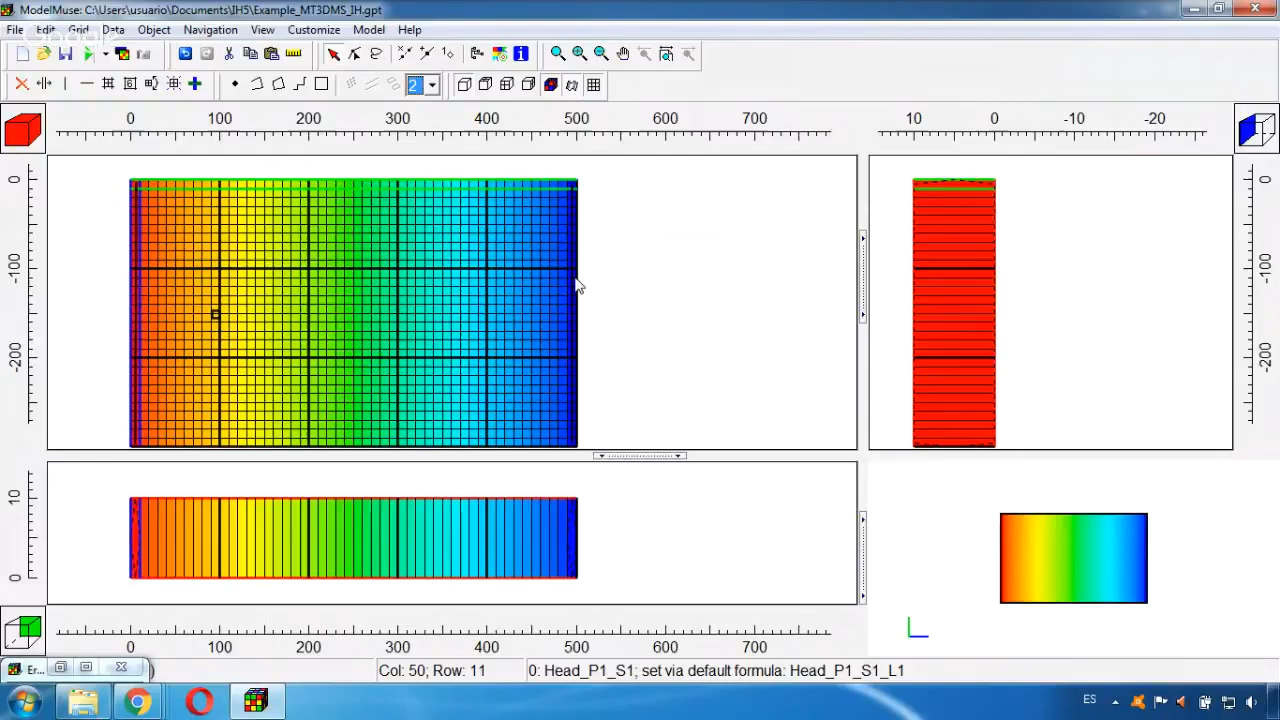 ModelMuse: C:\Users\usuario\Documents\IH5\Example_MT3DMS_IH.gpt
File Edit Grid Data Object Navigation View Customize Model Help
2
0 100 200 300 400 500 600 700
10 0 -10 -20
0
-100
-200
0
-100
-200
10
0
0 100 200 300 400 500 600 700
Er...
Col: 50; Row: 11
0: Head_P1_S1; set via default formula: Head_P1_S1_L1
ES